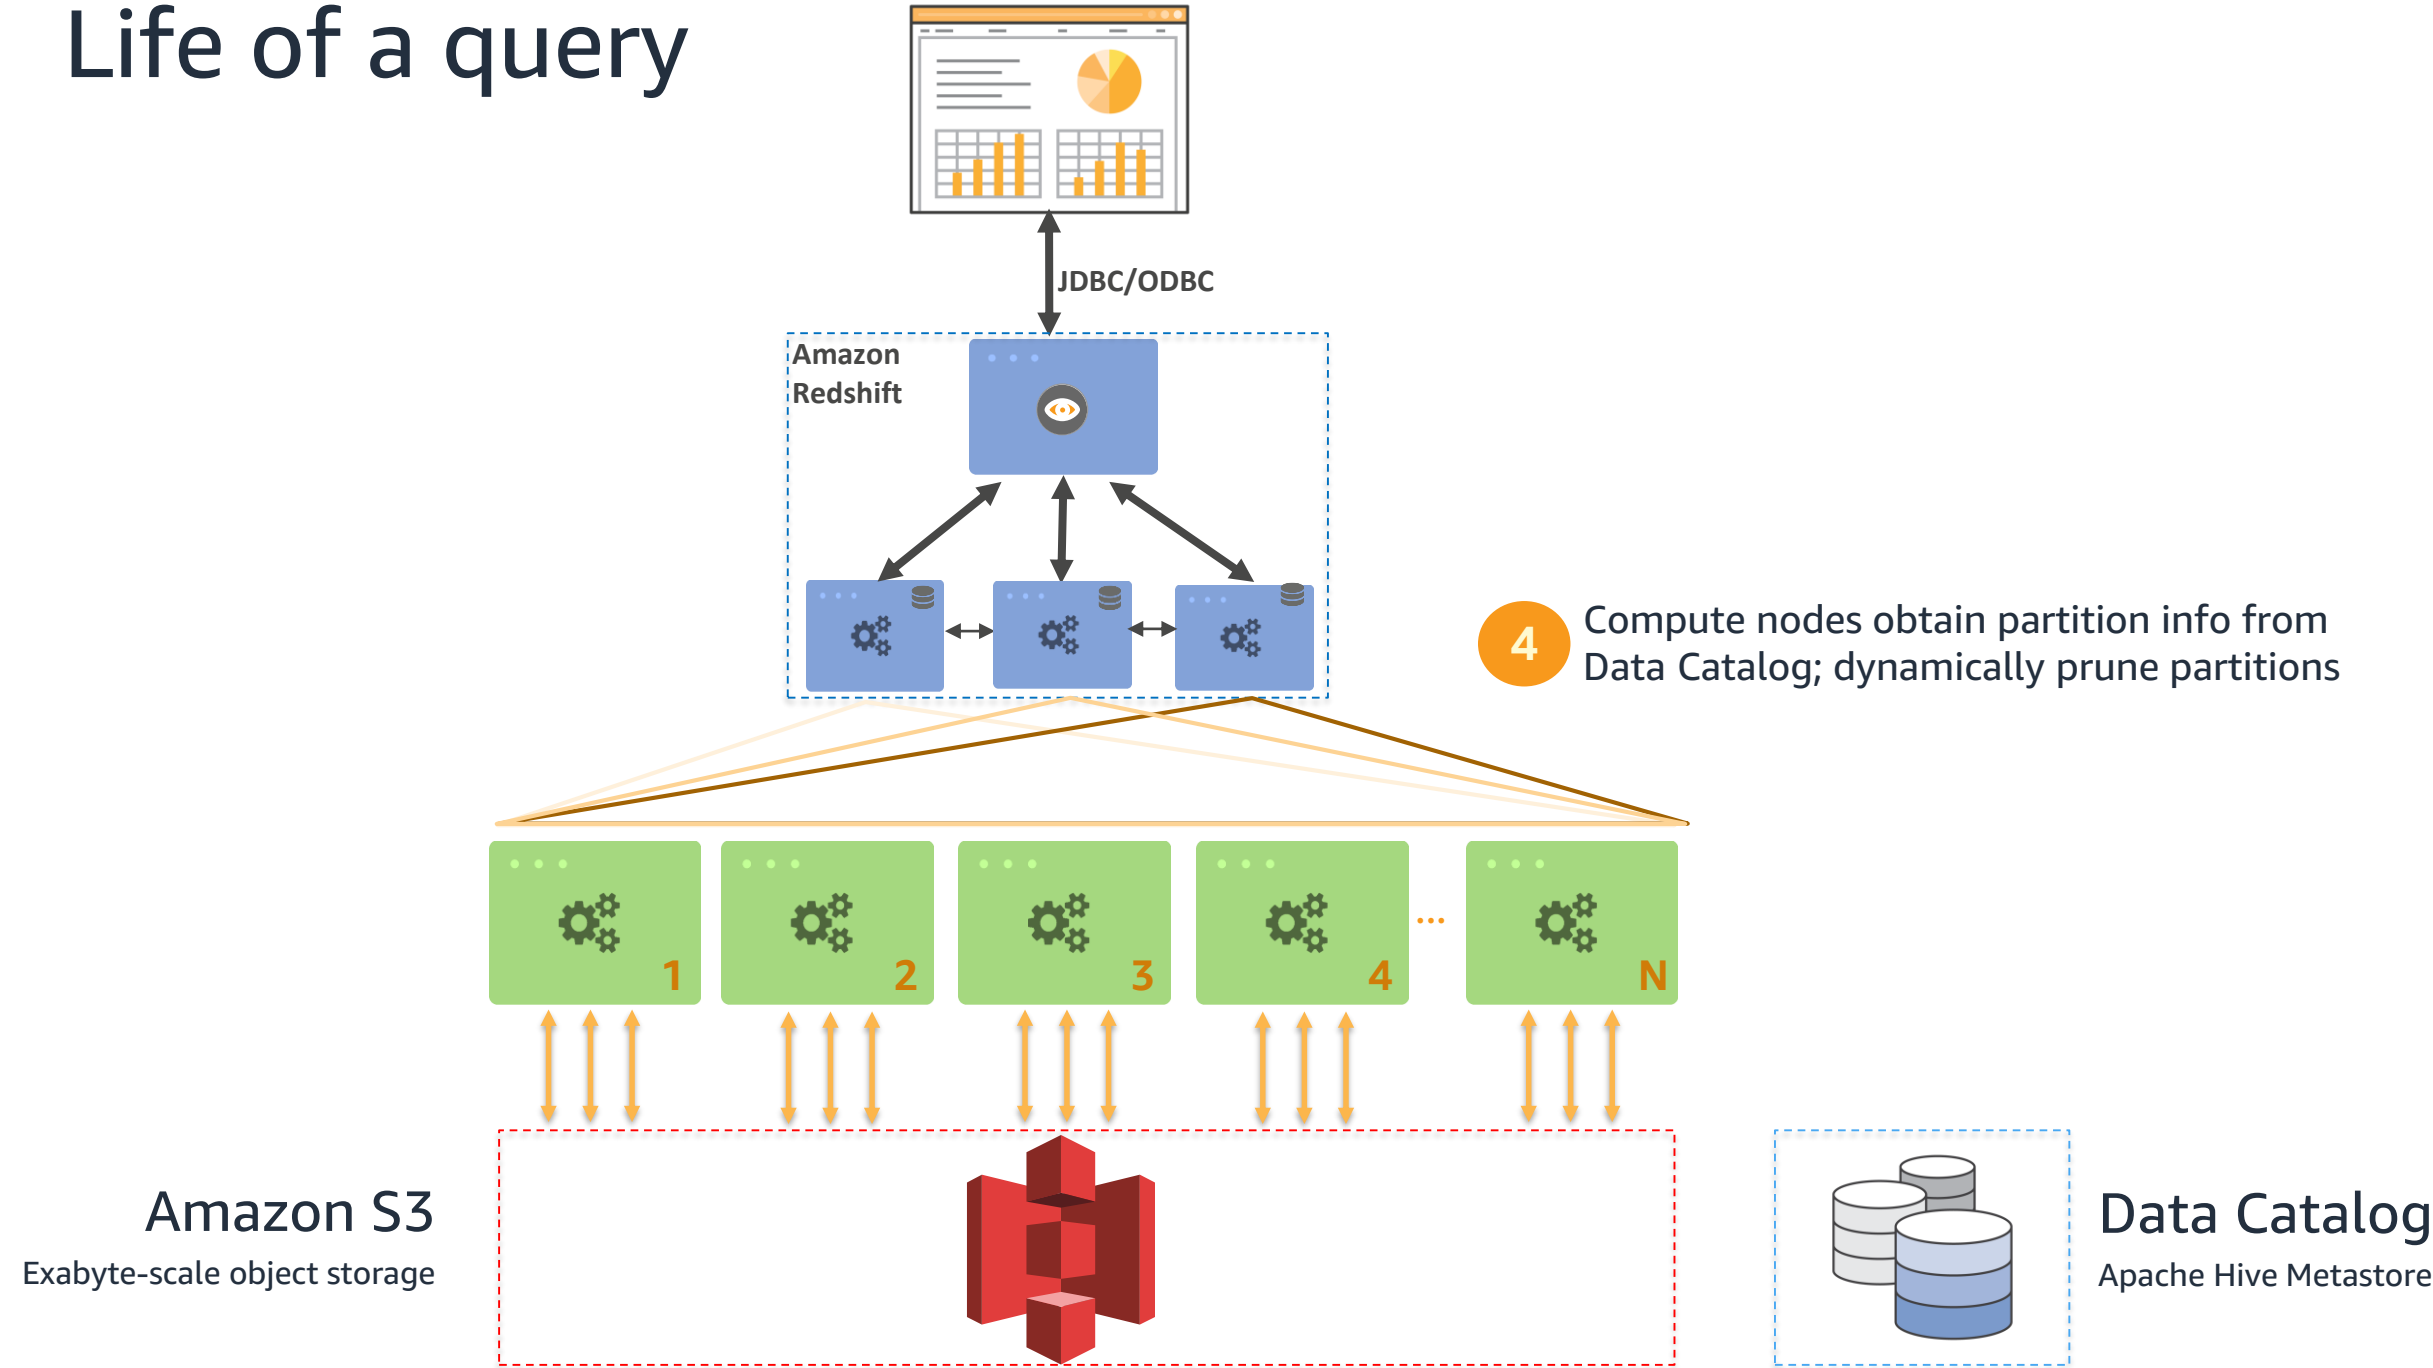 Life of a query
JDBC/ODBC
Amazon
Redshift
4
Compute nodes obtain partition info from
Data Catalog; dynamically prune partitions
1
2
3
4
...
N
Amazon S3
Exabyte-scale object storage
Data Catalog
Apache Hive Metastore